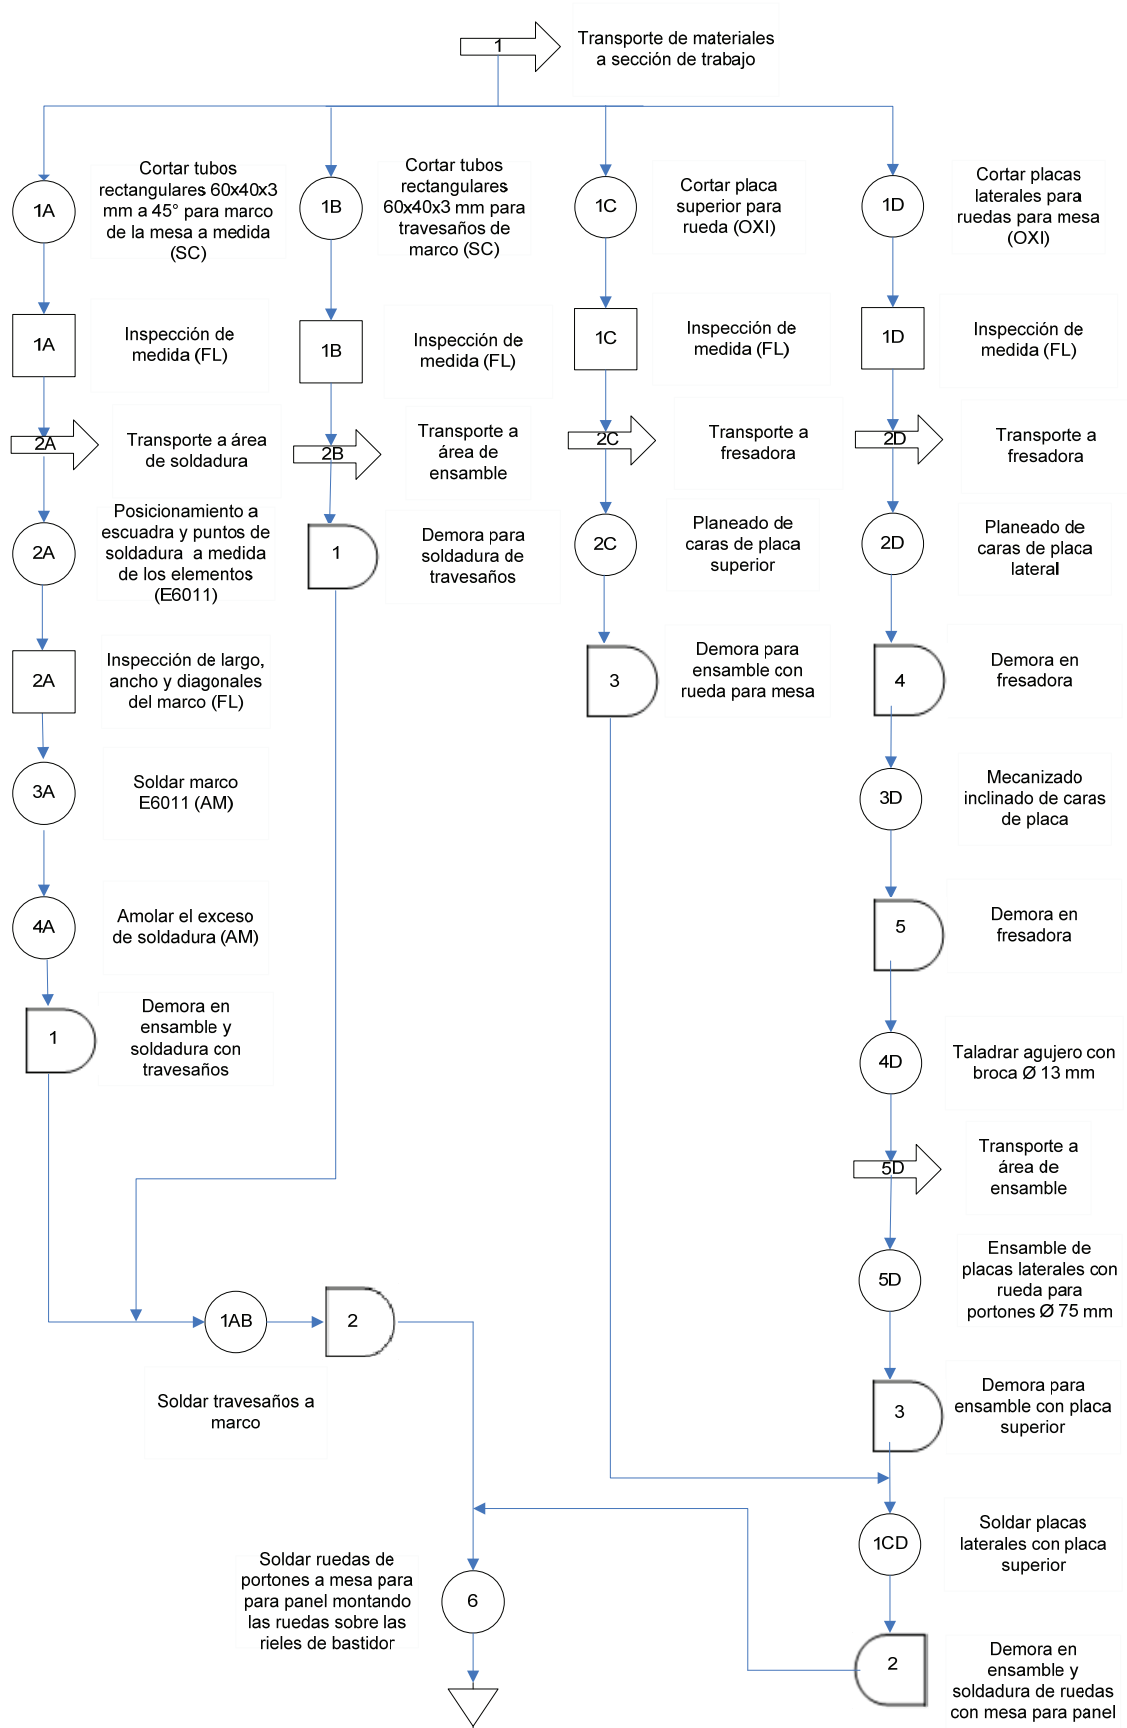 1
Transporte de materiales
a sección de trabajo
1A
Cortar tubos
rectangulares 60x40x3
mm a 45° para marco
de la mesa a medida
(SC)
1B
Cortar tubos
rectangulares
60x40x3 mm para
travesaños de
marco (SC)
1C
Cortar placa
superior para
rueda (OXI)
1D
Cortar placas
laterales para
ruedas para mesa
(OXI)
1A
Inspección de
medida (FL)
1B
Inspección de
medida (FL)
1C
Inspección de
medida (FL)
1D
Inspección de
medida (FL)
2A
Transporte a área
de soldadura
2B
Transporte a
área de
ensamble
2C
Transporte a
fresadora
2D
Transporte a
fresadora
2A
Posicionamiento a
escuadra y puntos de
soldadura a medida
de los elementos
(E6011)
1
Demora para
soldadura de
travesaños
2C
Planeado de
caras de placa
superior
2D
Planeado de
caras de placa
lateral
2A
Inspección de largo,
ancho y diagonales
del marco (FL)
3
Demora para
ensamble con
rueda para mesa
4
Demora en
fresadora
3A
Soldar marco
E6011 (AM)
3D
Mecanizado
inclinado de caras
de placa
4A
Amolar el exceso
de soldadura (AM)
5
Demora en
fresadora
1
Demora en
ensamble y
soldadura con
travesaños
4D
Taladrar agujero con
broca Ø 13 mm
5D
Transporte a
área de
ensamble
5D
Ensamble de
placas laterales con
rueda para
portones Ø 75 mm
1AB
2
Soldar travesaños a
marco
3
Demora para
ensamble con placa
superior
1CD
Soldar placas
laterales con placa
superior
Soldar ruedas de
portones a mesa para
para panel montando
las ruedas sobre las
rieles de bastidor
6
2
Demora en
ensamble y
soldadura de ruedas
con mesa para panel